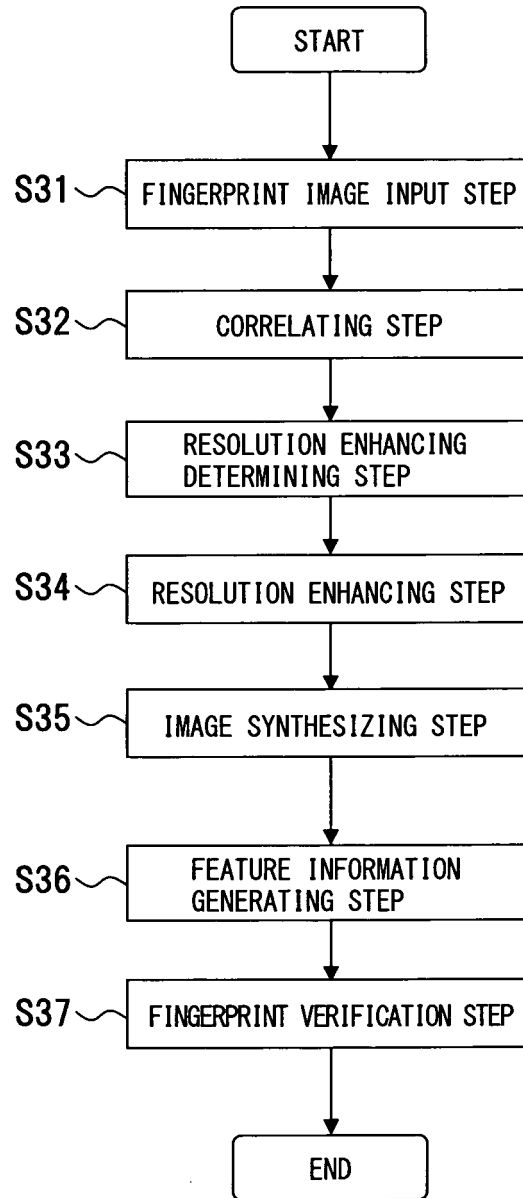 START
S31 FINGERPRINT IMAGE INPUT STEP
S32 CORRELATING STEP
S33 RESOLUTION ENHANCING
DETERMINING STEP
S34 RESOLUTION ENHANCING STEP
S35 IMAGE SYNTHESIZING STEP
S36 FEATURE INFORMATION
GENERATING STEP
S37 FINGERPRINT VERIFICATION STEP
END